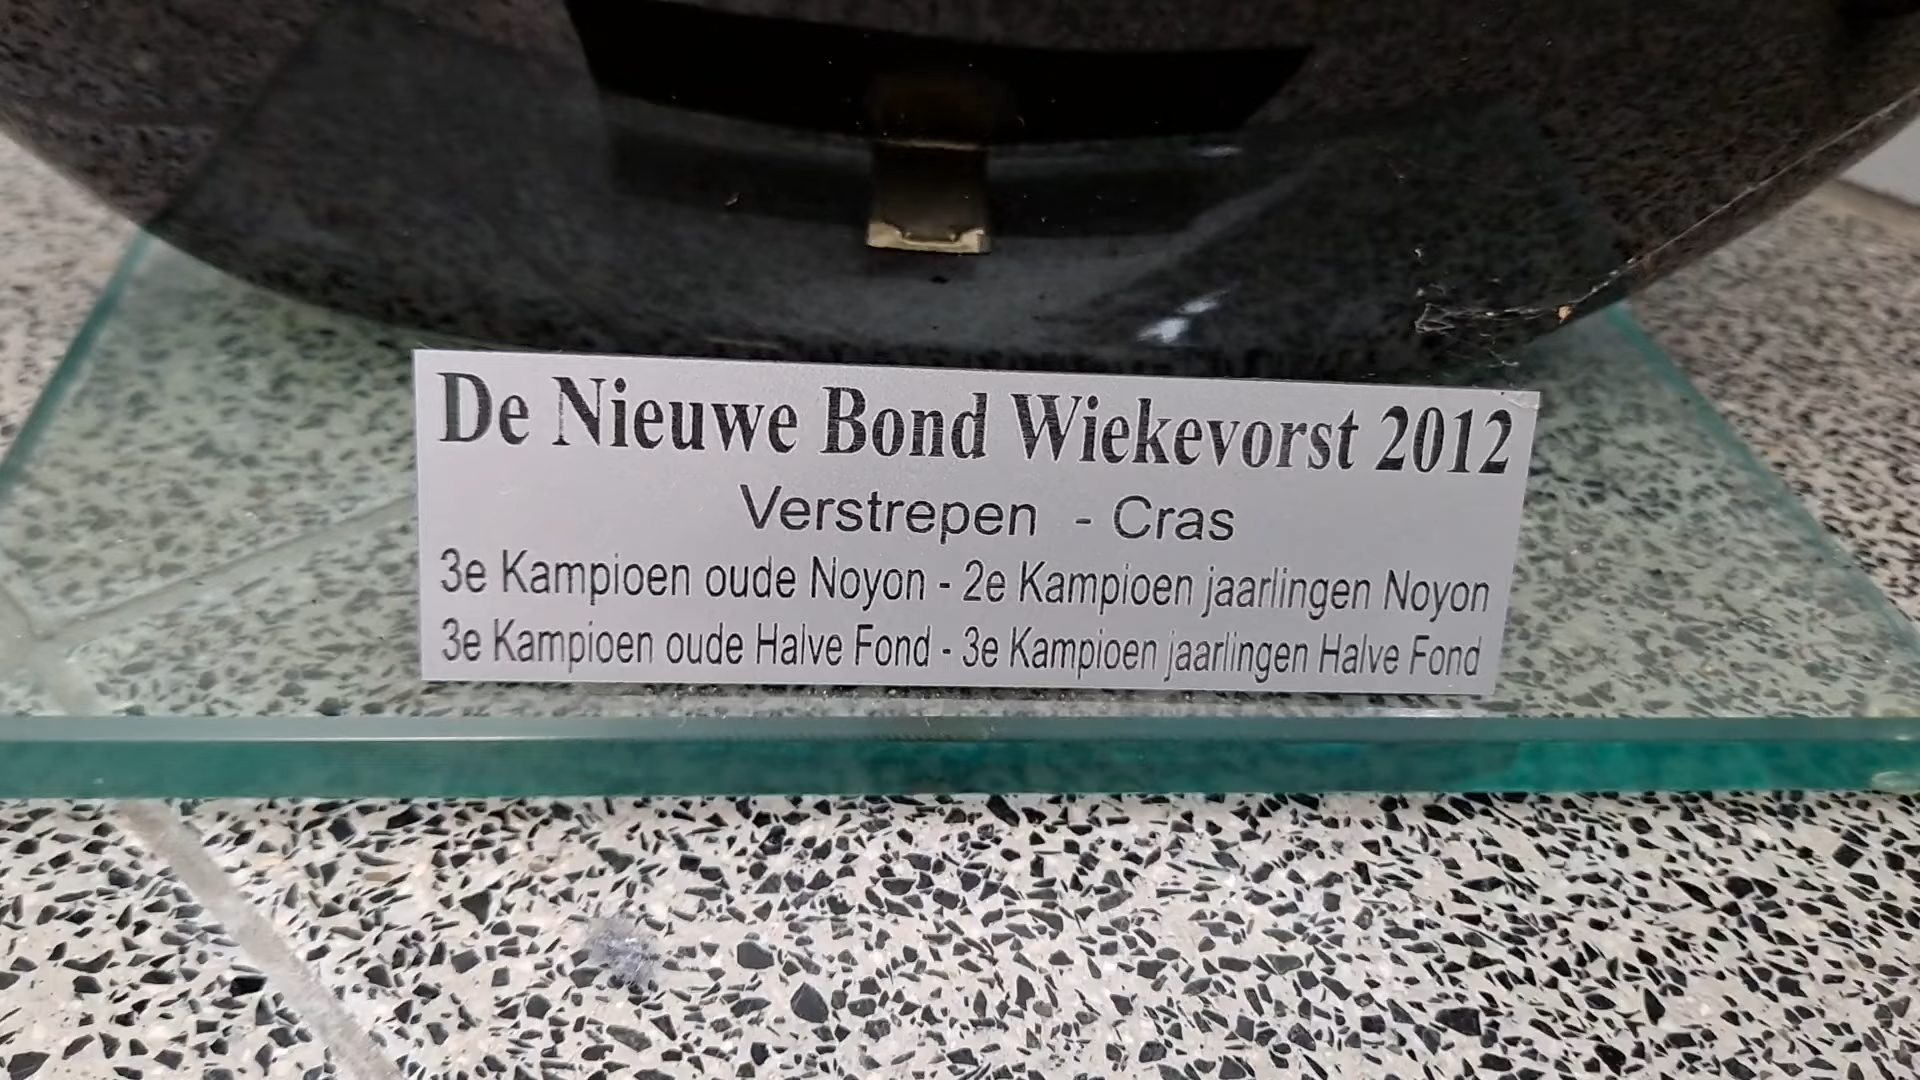 De Nieuwe Bond Wiekevorst 2012
Verstrepen - Cras
3e Kampioen oude Noyon - 2e Kampioen jaarlingen Noyon
3e Kampioen oude Halve Fond - 3e Kampioen jaarlingen Halve Fond